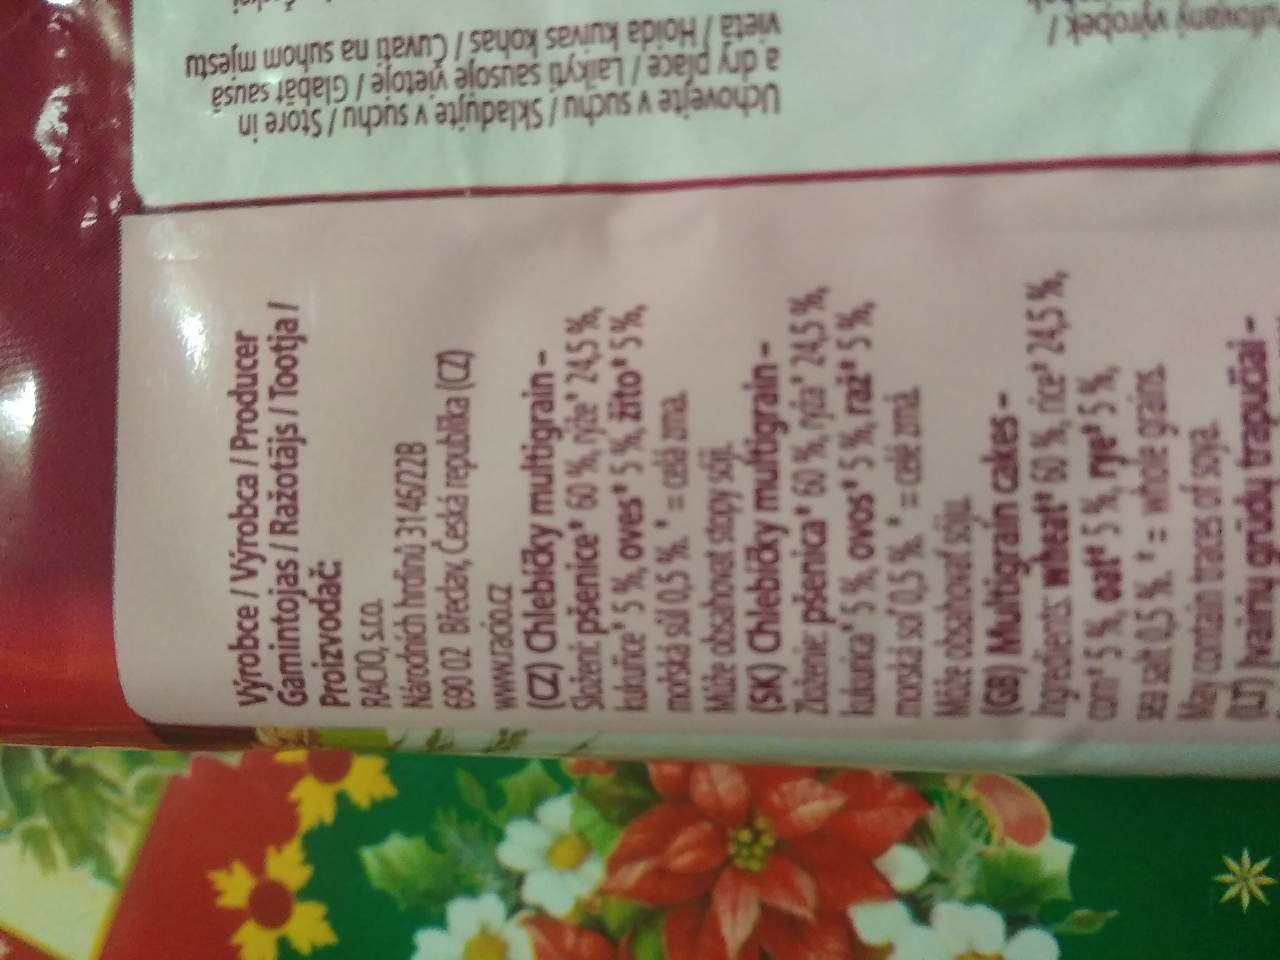 Výrobce / Výrobca / Producer
Gamintojas / Ražotājs / Tootja /
Proizvođač:
RACIO, s.r.o.
Národních hrdinů 3146/22B
690 02 Břeclav, Česká republika (CZ)
www.racio.cz
(CZ) Chlebíčky multigrain –
Složení: pšenice* 60 %, rýže* 24,5 %,
kukuřice* 5 %, oves* 5 %, žito* 5 %,
mořská sůl 0,5 %. * = celá zrna.
Může obsahovat stopy sóji.
(SK) Chlebíčky multigrain –
Zloženie: pšenica* 60 %, ryža* 24,5 %,
kukurica* 5 %, ovos* 5 %, raž* 5 %,
morská soľ 0,5 %. * = celé zrná.
Môže obsahovať sóju.
(GB) Multigrain cakes –
Ingredients: wheat* 60 %, rice* 24,5 %,
corn* 5 %, oat* 5 %, rye* 5 %,
sea salt 0,5 %. * = whole grains.
May contain traces of soya.
(LT) Įvairių grūdų trapučiai –
Uchovejte v suchu / Skladujte v suchu / Store in
a dry place / Laikyti sausoje vietoje / Glabāt sausā
vietā / Hoida kuivas kohas / Čuvati na suhom mjestu
výrobek /